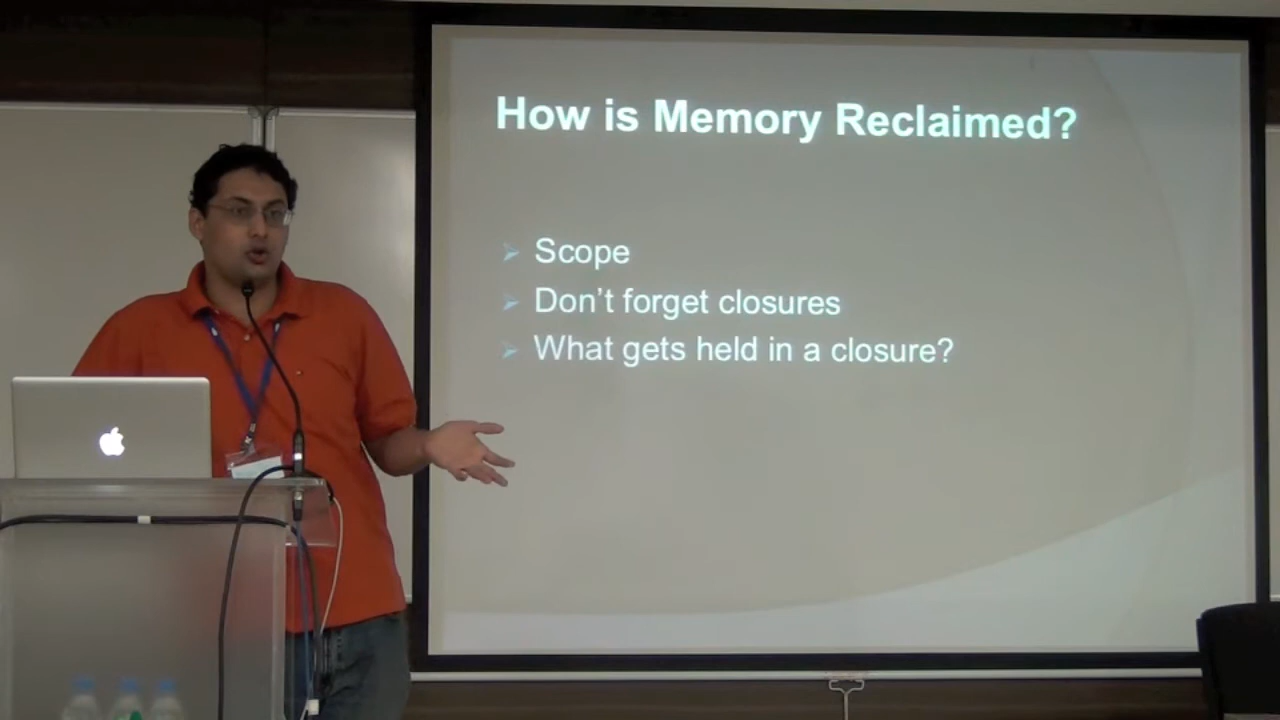 How is Memory Reclaimed?
Scope
Don't forget closures
What gets held in a closure?